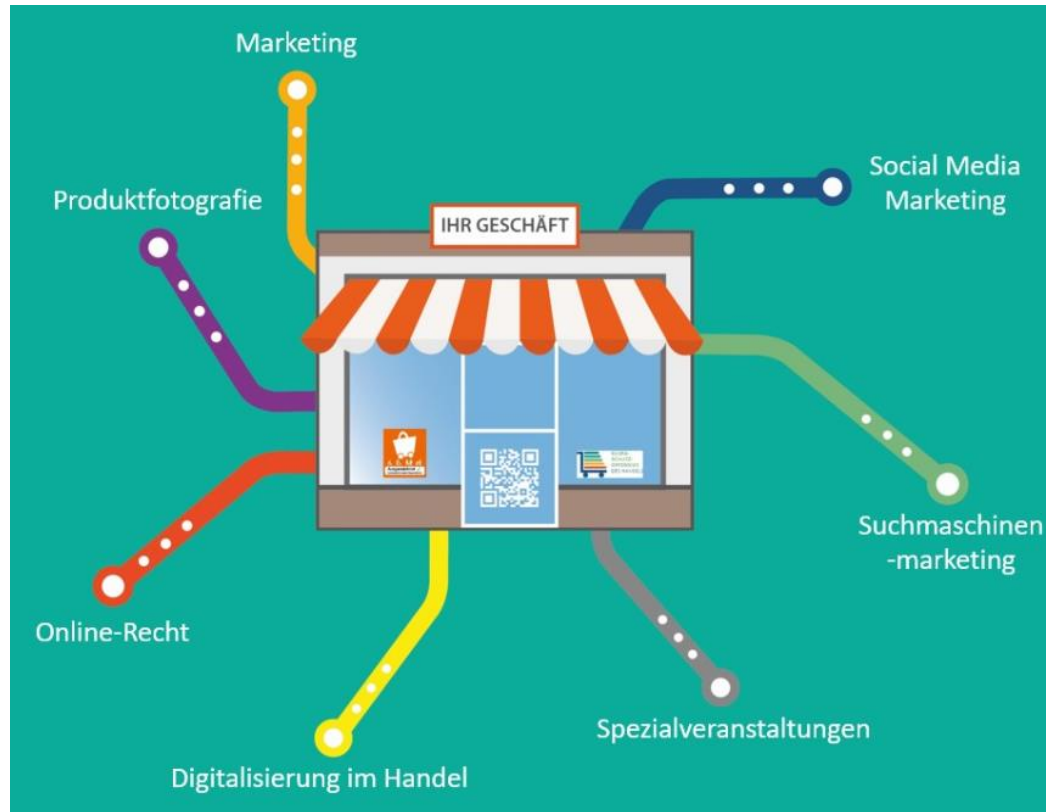 Marketing
Social Media
Marketing
Produktfotografie
IHR GESCHÄFT
Suchmaschinen
-marketing
Online-Recht
Spezialveranstaltungen
Digitalisierung im Handel